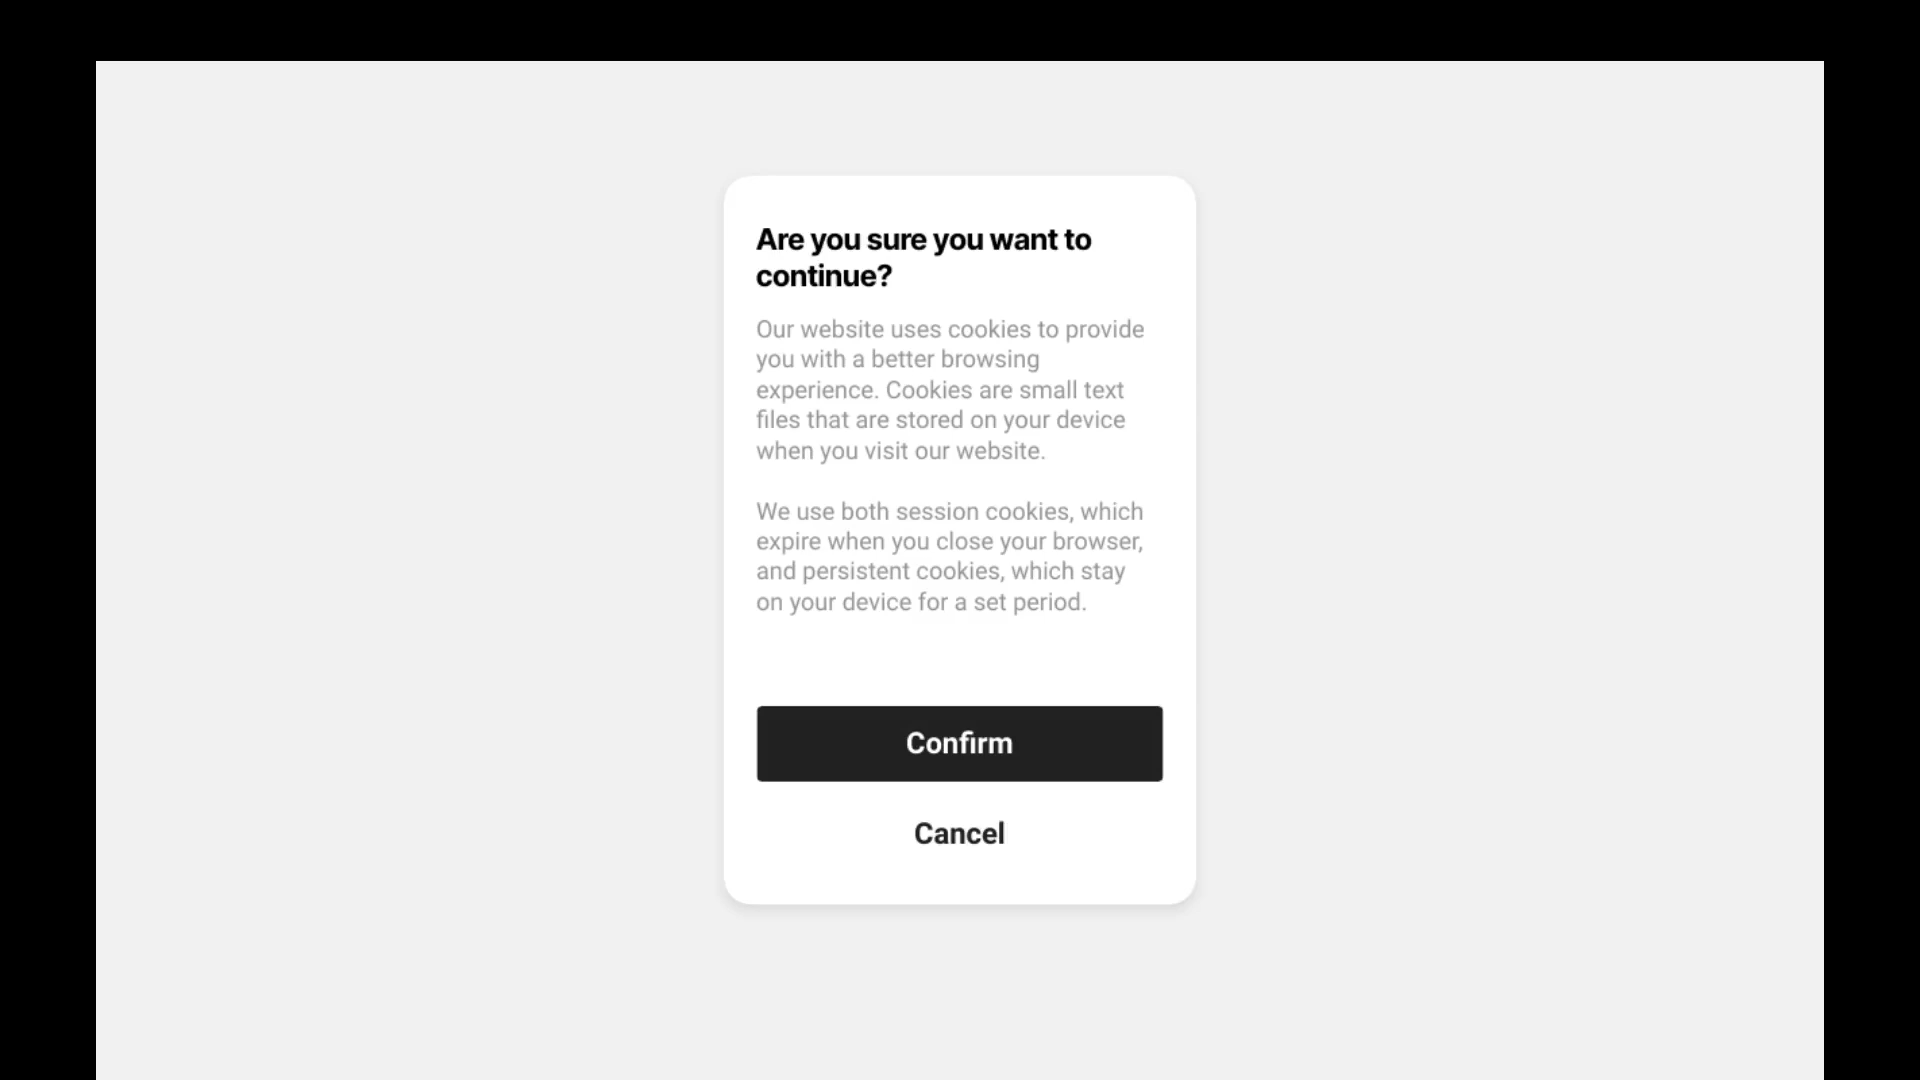 Are you sure you want to
continue?
Our website uses cookies to provide
you with a better browsing
experience. Cookies are small text
files that are stored on your device
when you visit our website.
We use both session cookies, which
expire when you close your browser,
and persistent cookies, which stay
on your device for a set period.
Confirm
Cancel